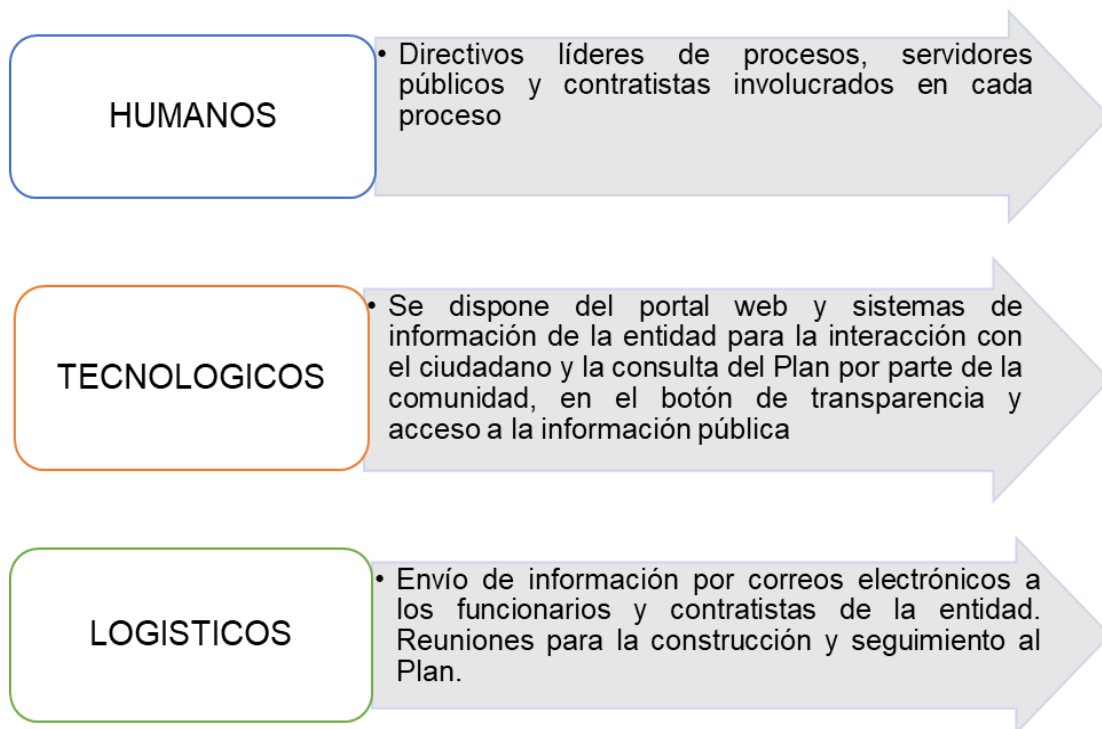 HUMANOS
• Directivos líderes de procesos, servidores
públicos y contratistas involucrados en cada
proceso
TECNOLOGICOS
• Se dispone del portal web y sistemas de
información de la entidad para la interacción con
el ciudadano y la consulta del Plan por parte de la
comunidad, en el botón de transparencia y
acceso a la información pública
LOGISTICOS
• Envío de información por correos electrónicos a
los funcionarios y contratistas de la entidad.
Reuniones para la construcción y seguimiento al
Plan.